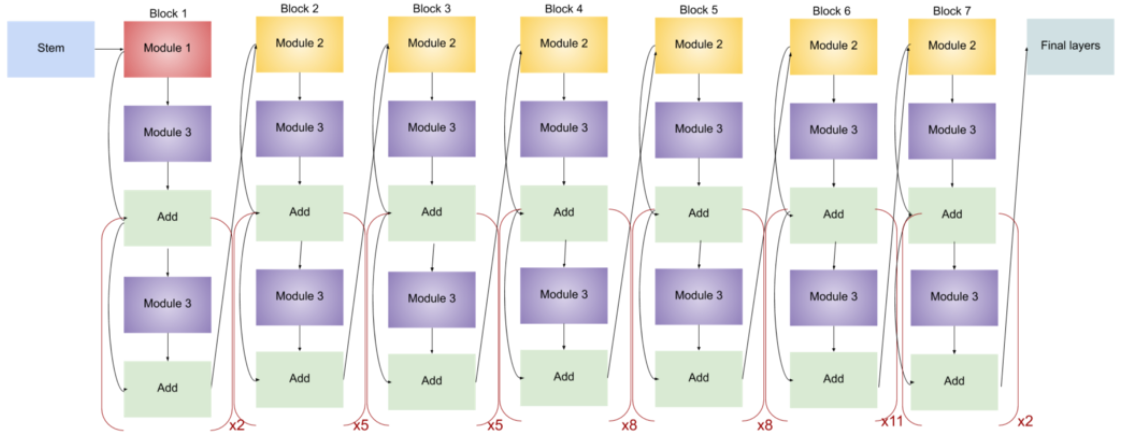 Block 1
Block 2
Block 3
Block 4
Block 5
Block 6
Block 7
Stem
Module 1
Module 2
Module 2
Module 2
Module 2
Module 2
Module 2
Final layers
Module 3
Module 3
Module 3
Module 3
Module 3
Module 3
Module 3
Add
Add
Add
Add
Add
Add
Add
Module 3
Module 3
Module 3
Module 3
Module 3
Module 3
Module 3
Add
Add
Add
Add
Add
Add
Add
x2
x5
x5
x8
x8
x11
x2